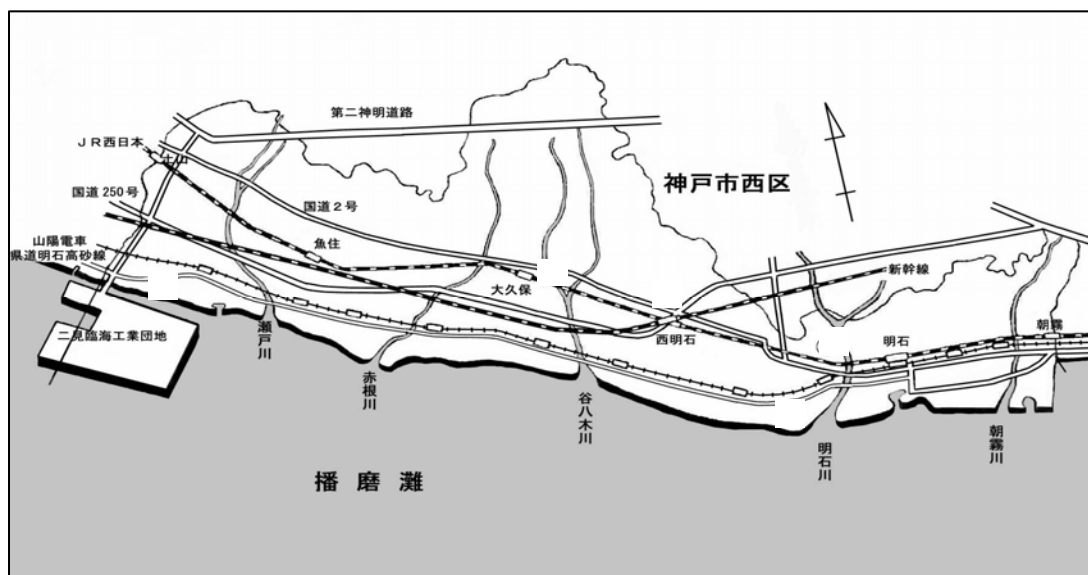 第二神明道路
JR西日本
土山
神戸市西区
国道250号
国道2号
山陽電車
県道明石高砂線
魚住
新幹線
大久保
二見臨海工業団地
瀬戸川
西明石
明石
朝霧
赤根川
谷八木川
明石川
朝霧川
播磨灘